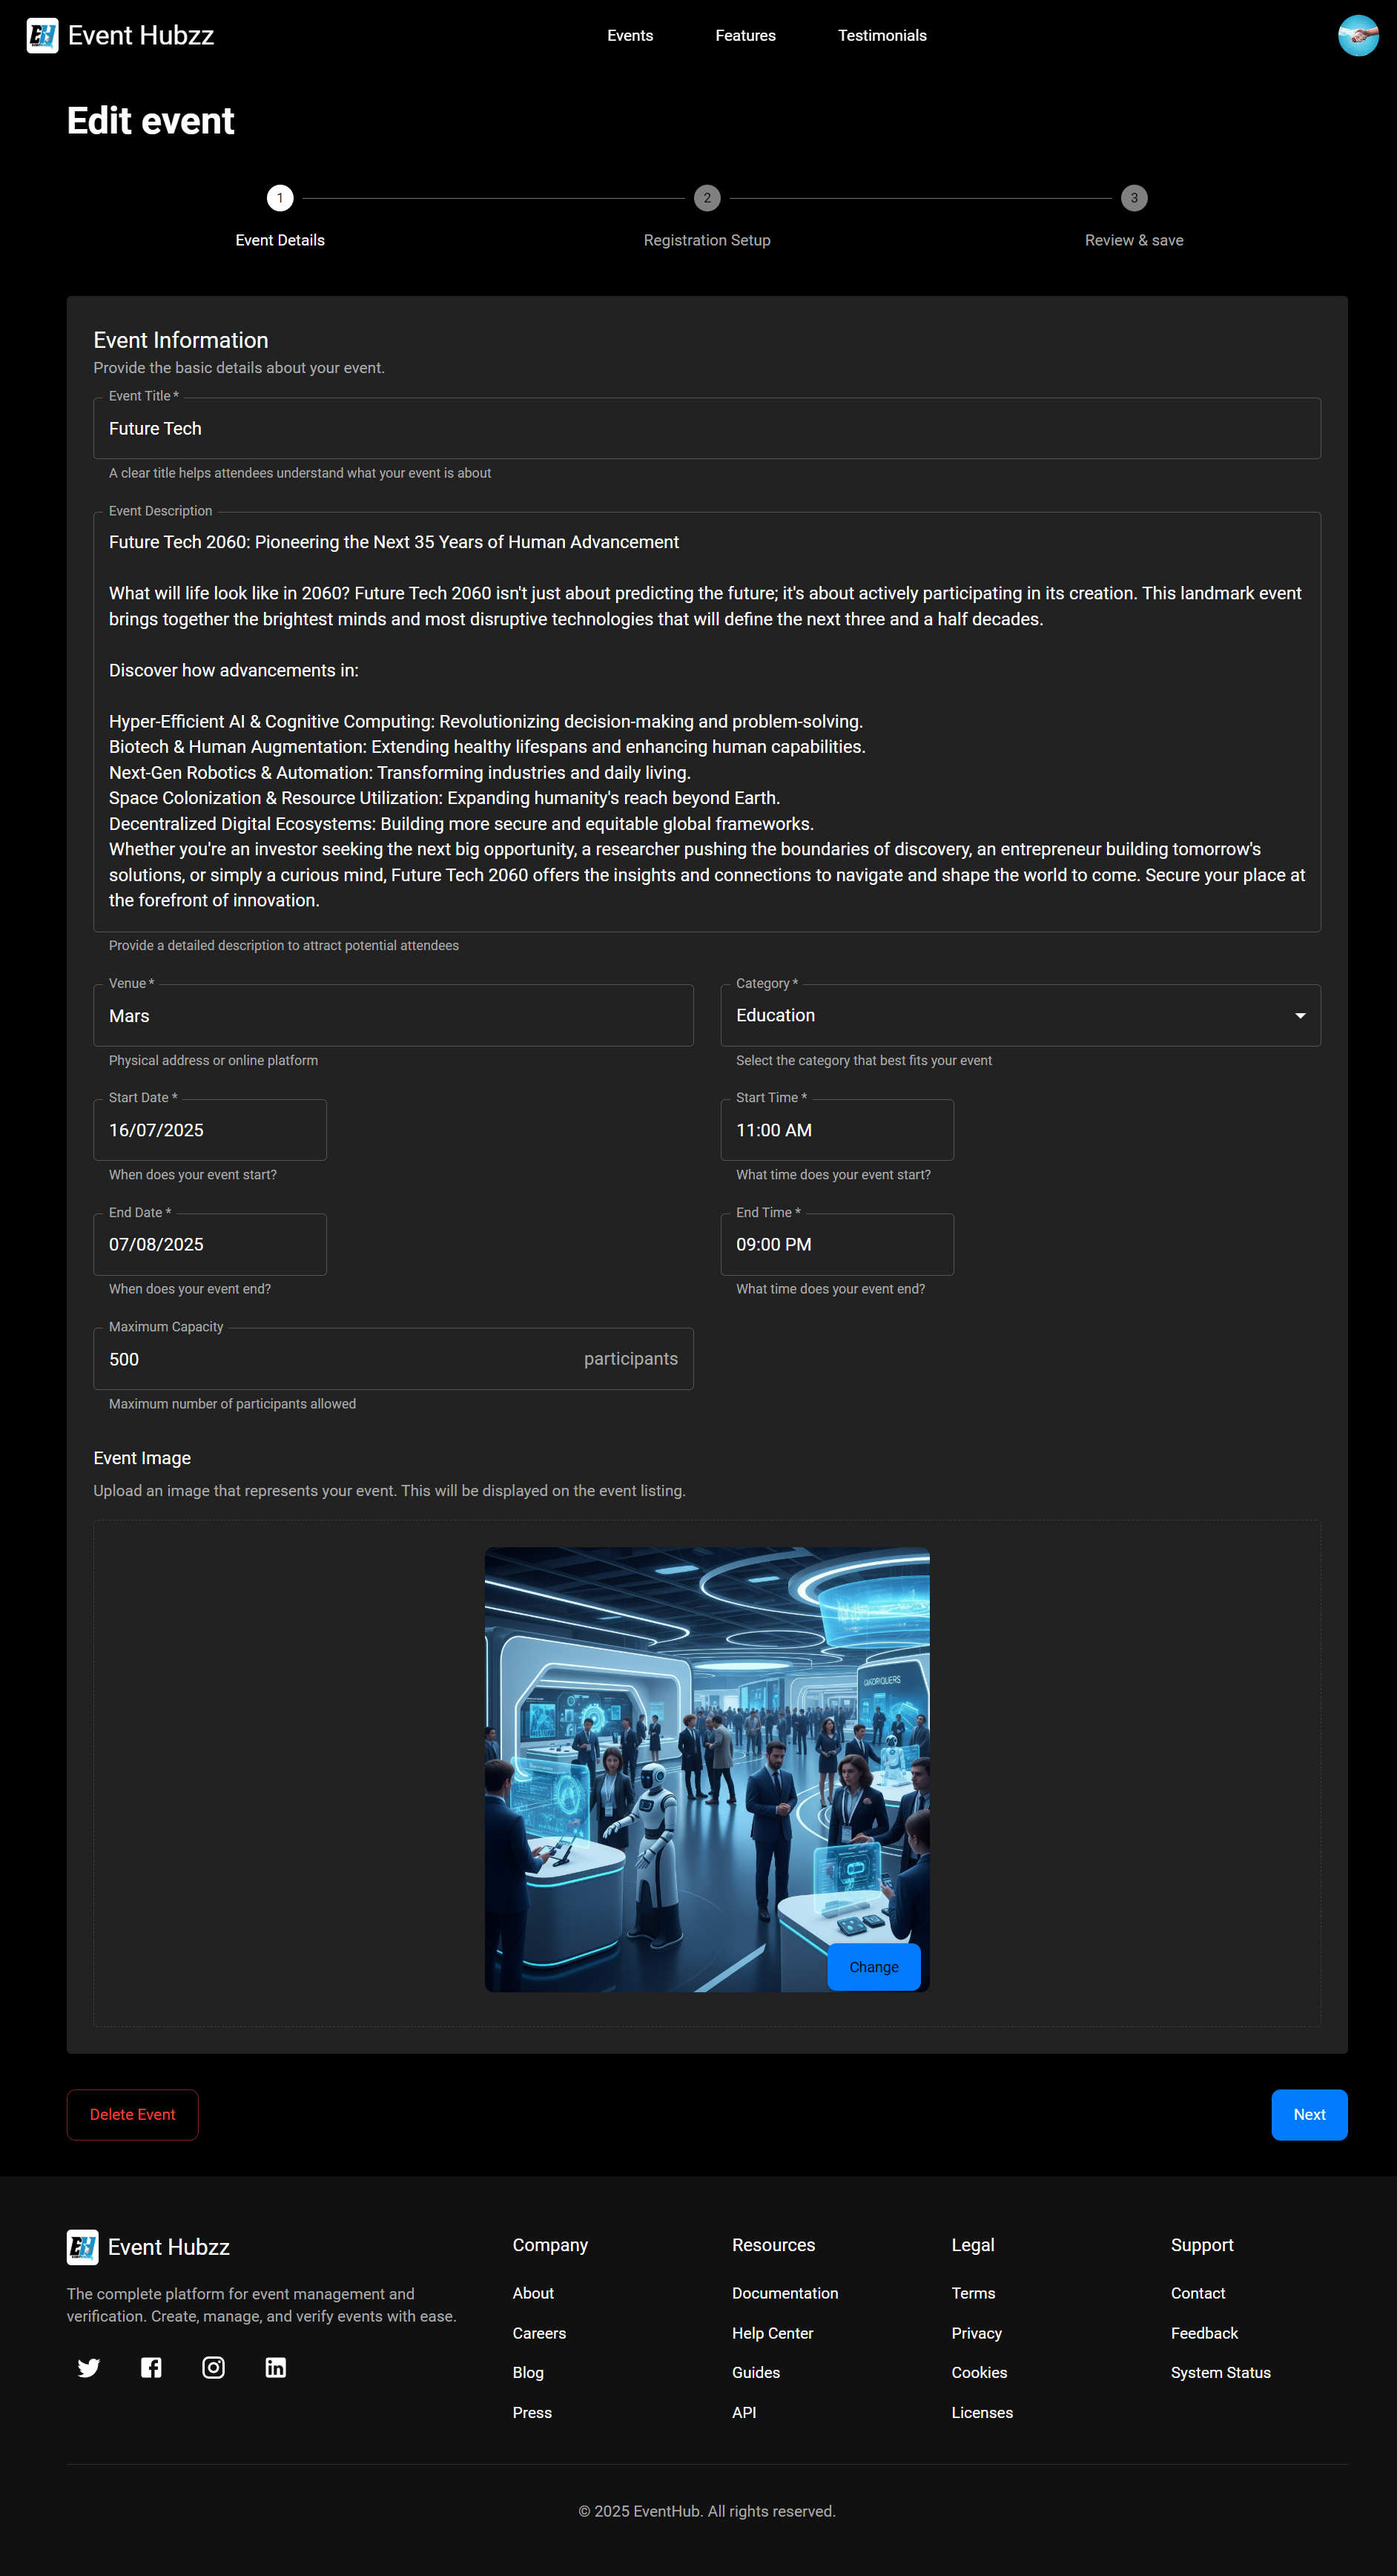 EH Event Hubzz
Events Features Testimonials
Edit event
1 2 3
Event Details Registration Setup Review & save
Event Information
Provide the basic details about your event.
Event Title *
Future Tech
A clear title helps attendees understand what your event is about
Event Description
Future Tech 2060: Pioneering the Next 35 Years of Human Advancement
What will life look like in 2060? Future Tech 2060 isn't just about predicting the future; it's about actively participating in its creation. This landmark event
brings together the brightest minds and most disruptive technologies that will define the next three and a half decades.
Discover how advancements in:
Hyper-Efficient AI & Cognitive Computing: Revolutionizing decision-making and problem-solving.
Biotech & Human Augmentation: Extending healthy lifespans and enhancing human capabilities.
Next-Gen Robotics & Automation: Transforming industries and daily living.
Space Colonization & Resource Utilization: Expanding humanity's reach beyond Earth.
Decentralized Digital Ecosystems: Building more secure and equitable global frameworks.
Whether you're an investor seeking the next big opportunity, a researcher pushing the boundaries of discovery, an entrepreneur building tomorrow's
solutions, or simply a curious mind, Future Tech 2060 offers the insights and connections to navigate and shape the world to come. Secure your place at
the forefront of innovation.
Provide a detailed description to attract potential attendees
Venue * Category *
Mars Education
Physical address or online platform Select the category that best fits your event
Start Date * Start Time *
16/07/2025 11:00 AM
When does your event start? What time does your event start?
End Date * End Time *
07/08/2025 09:00 PM
When does your event end? What time does your event end?
Maximum Capacity
500 participants
Maximum number of participants allowed
Event Image
Upload an image that represents your event. This will be displayed on the event listing.
Change
Delete Event Next
EH Event Hubzz
The complete platform for event management and
verification. Create, manage, and verify events with ease.
Company
About
Careers
Blog
Press
Resources
Documentation
Help Center
Guides
API
Legal
Terms
Privacy
Cookies
Licenses
Support
Contact
Feedback
System Status
© 2025 EventHub. All rights reserved.